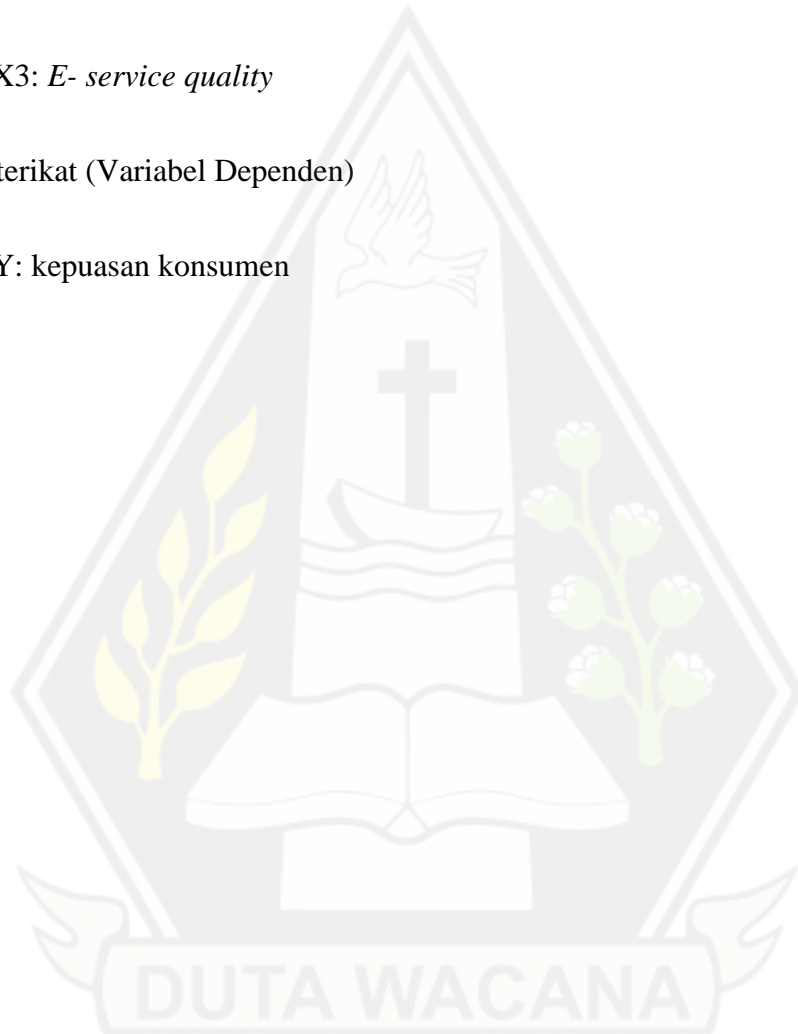 X3: E- service quality
terikat (Variabel Dependen)
Y: kepuasan konsumen
DUTA WACANA